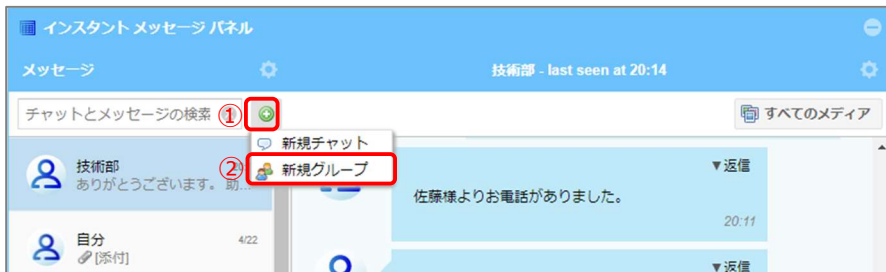 インスタント メッセージ パネル
メッセージ
技術部 - last seen at 20:14
チャットとメッセージの検索
①
すべてのメディア
新規チャット
② 新規グループ
技術部
ありがとうございます。 助...
▼返信
佐藤様よりお電話がありました。
20:11
自分 4/22
[添付]
▼返信